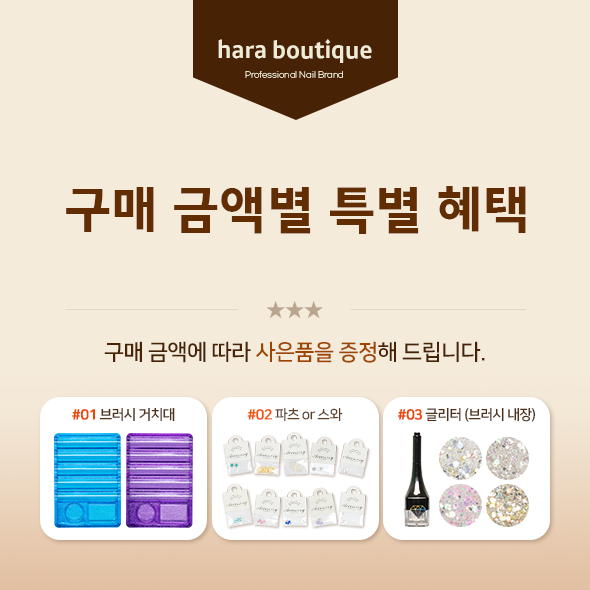 hara boutique
Professional Nail Brand
구매 금액별 특별 혜택
구매 금액에 따라 사은품을 증정해 드립니다.
#01 브러시 거치대
#02 파츠 or 스와
#03 글리터 (브러시 내장)